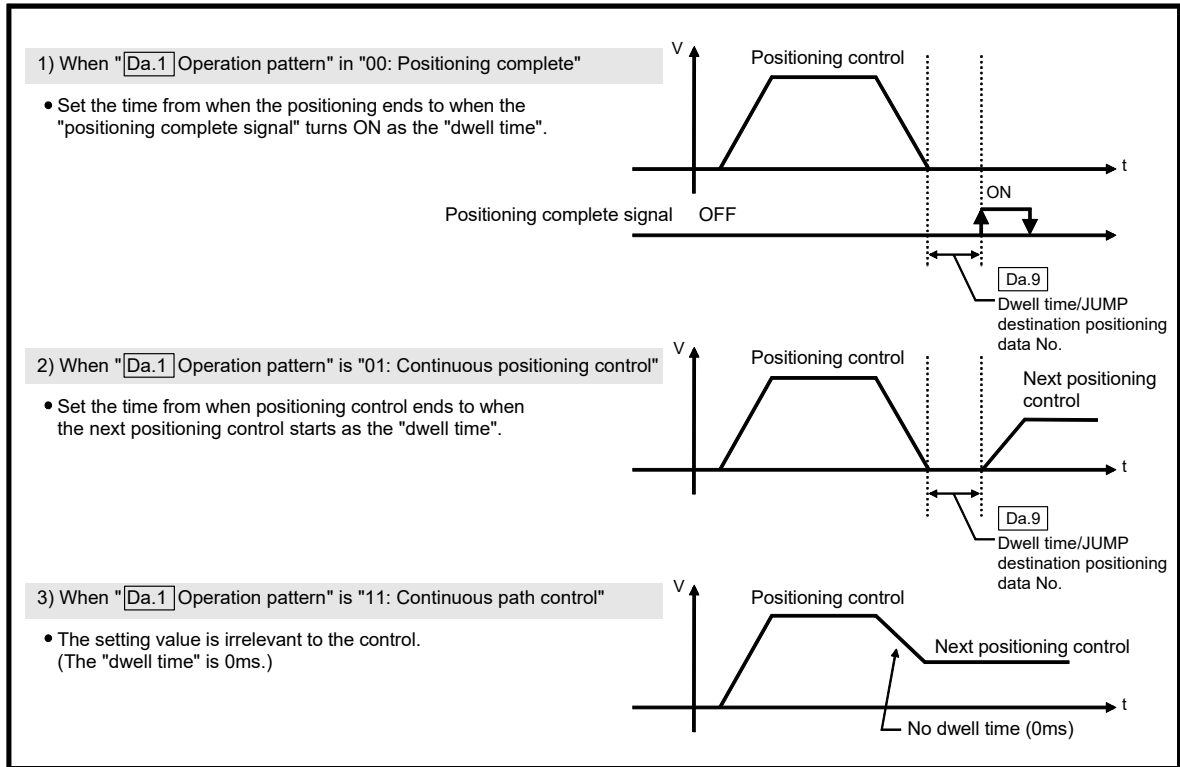 1) When "Da.1 Operation pattern" in "00: Positioning complete"
• Set the time from when the positioning ends to when the
"positioning complete signal" turns ON as the "dwell time".
V
Positioning control
t
ON
Positioning complete signal OFF
Da.9
Dwell time/JUMP
destination positioning
data No.
2) When "Da.1 Operation pattern" is "01: Continuous positioning control"
• Set the time from when positioning control ends to when
the next positioning control starts as the "dwell time".
V
Positioning control
Next positioning
control
t
Da.9
Dwell time/JUMP
destination positioning
data No.
3) When "Da.1 Operation pattern" is "11: Continuous path control"
• The setting value is irrelevant to the control.
(The "dwell time" is 0ms.)
V
Positioning control
Next positioning control
t
No dwell time (0ms)